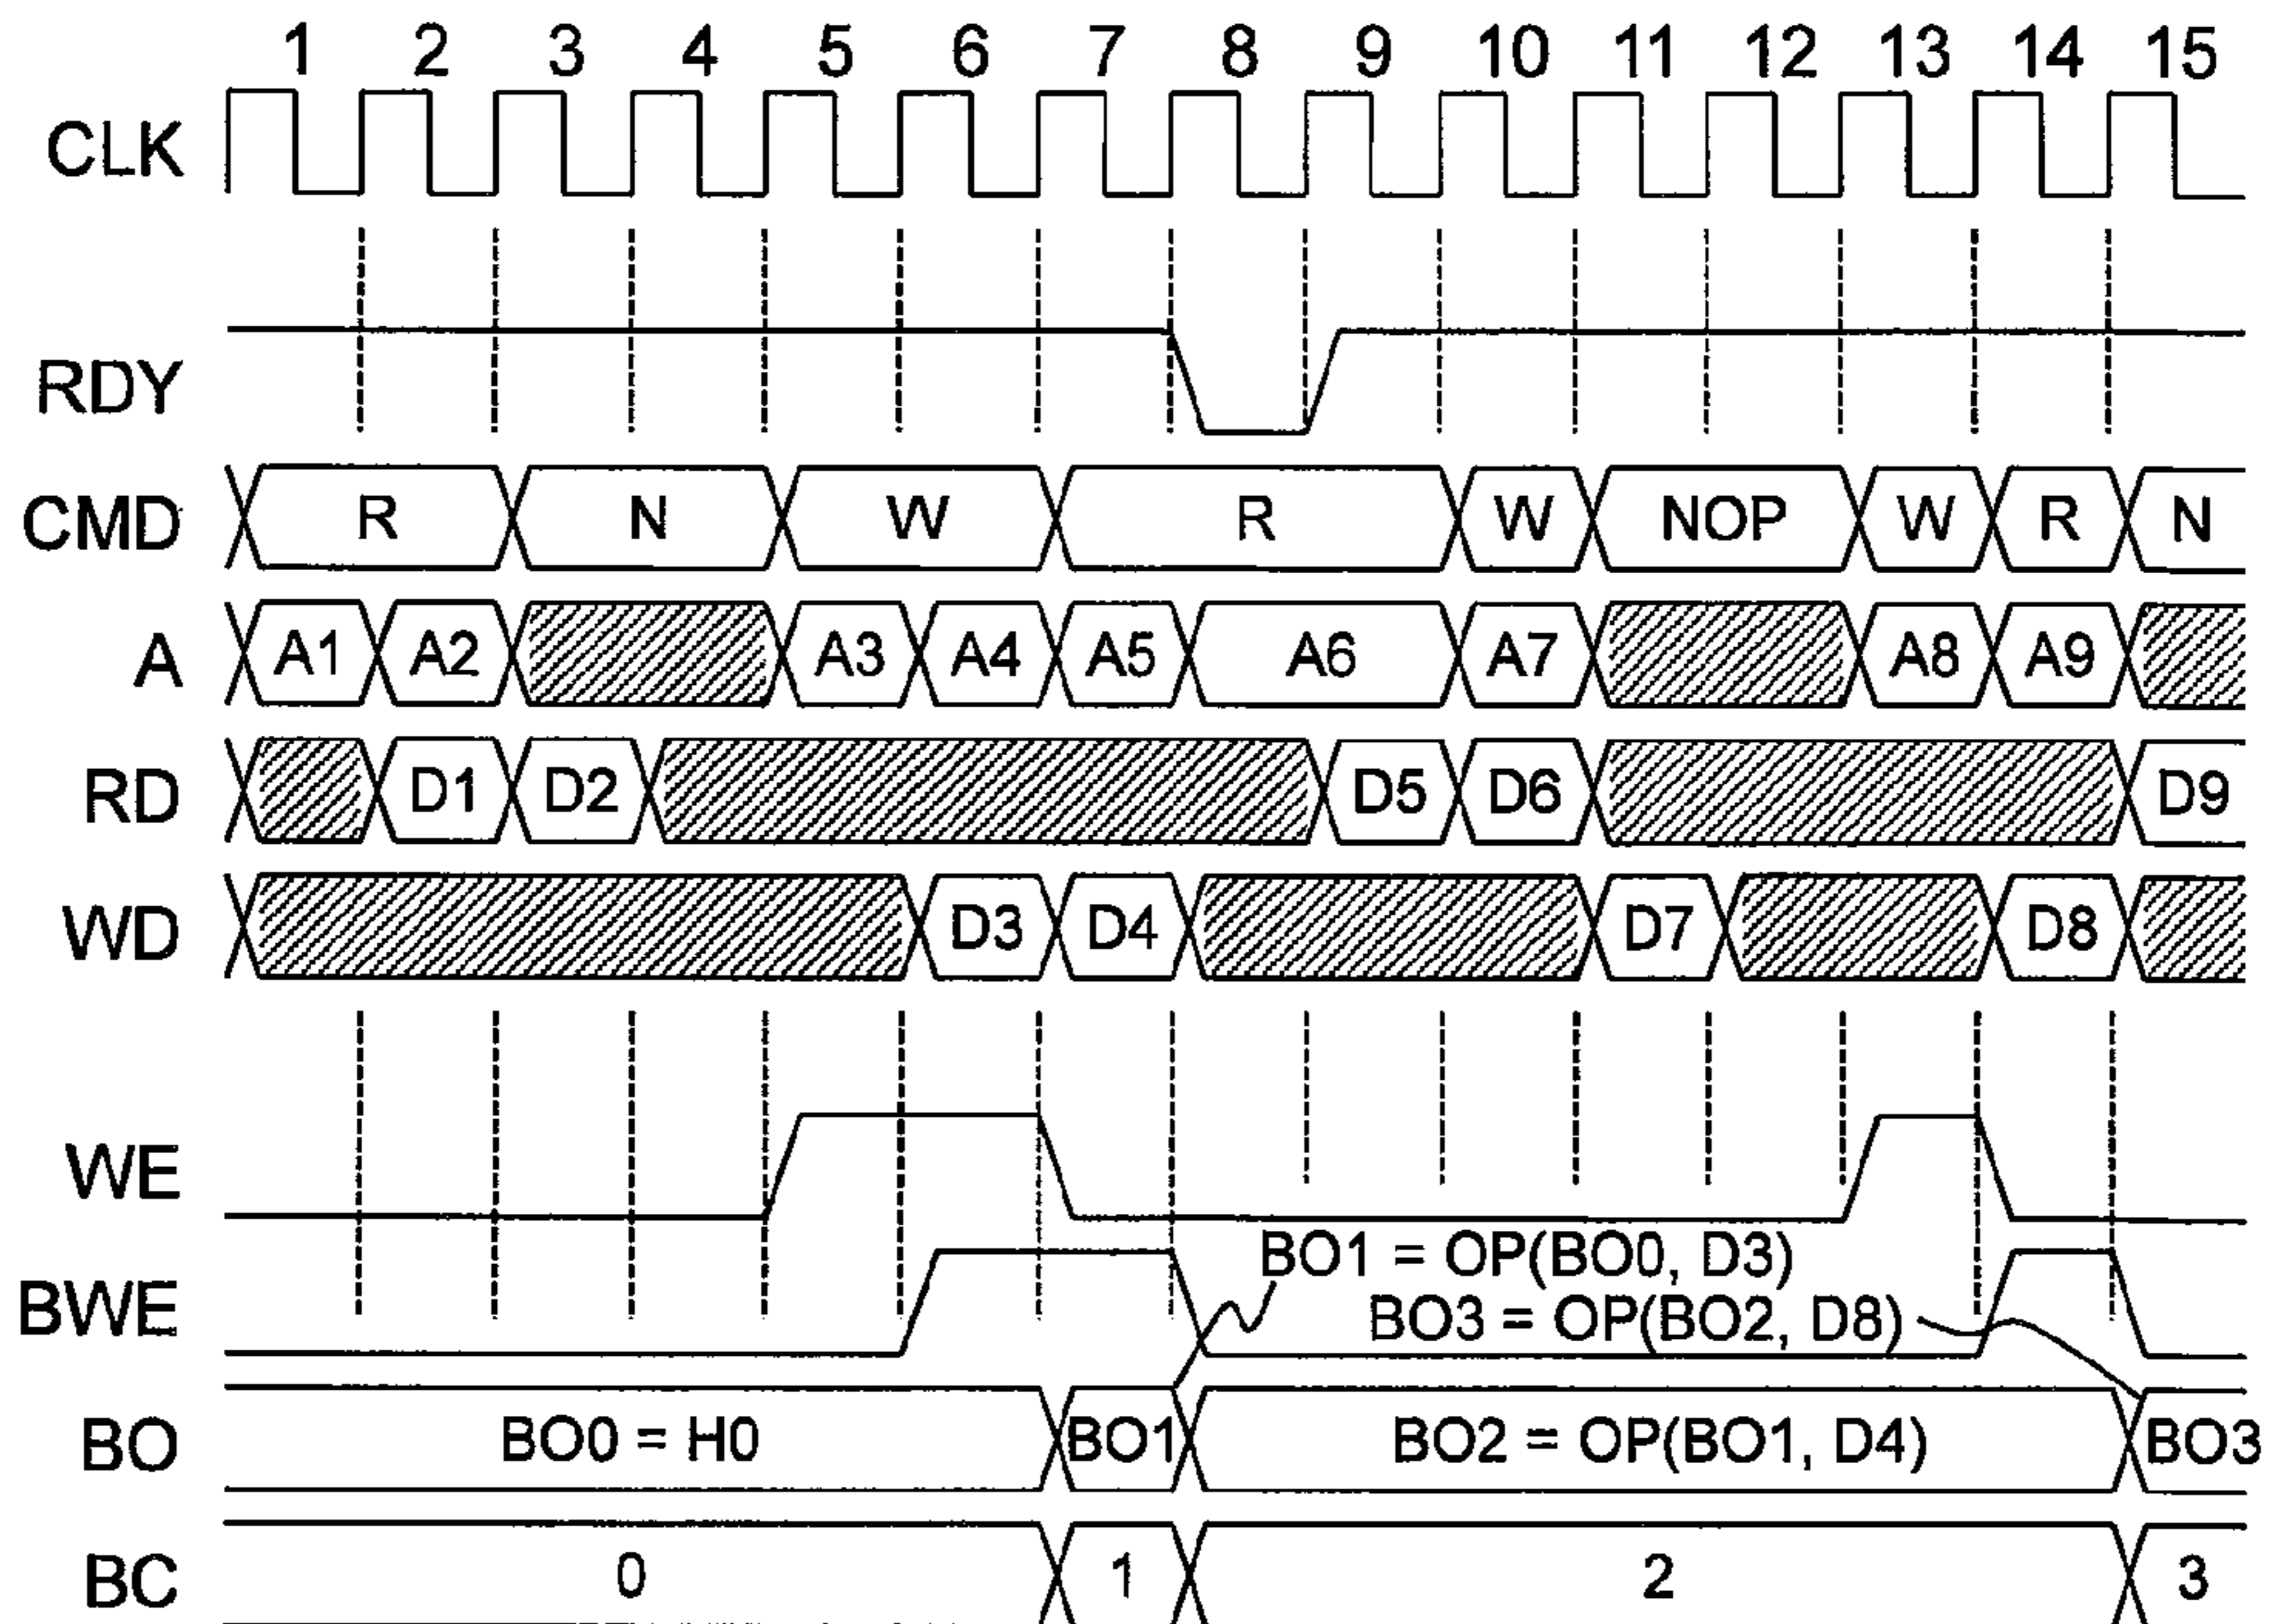 1 2 3 4 5 6 7 8 9 10 11 12 13 14 15
CLK
RDY
CMD R N W R W NOP W R N
A A1 A2 A3 A4 A5 A6 A7 A8 A9
RD D1 D2 D5 D6 D9
WD D3 D4 D7 D8
WE
BO1 = OP(BO0, D3)
BWE BO3 = OP(BO2, D8)
BO BO0 = H0 BO1 BO2 = OP(BO1, D4) BO3
BC 0 1 2 3